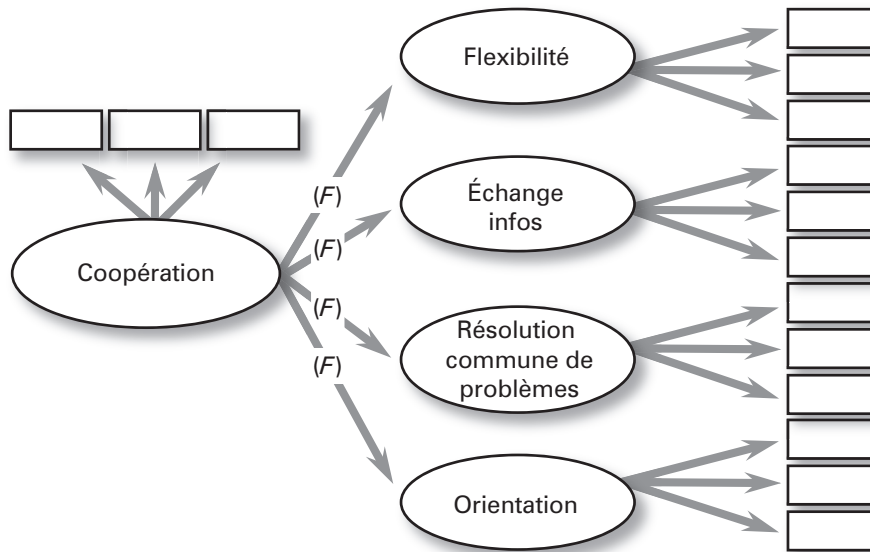 Flexibilité
(F)
Échange
infos
(F)
Coopération
(F)
Résolution
commune de
problèmes
(F)
Orientation